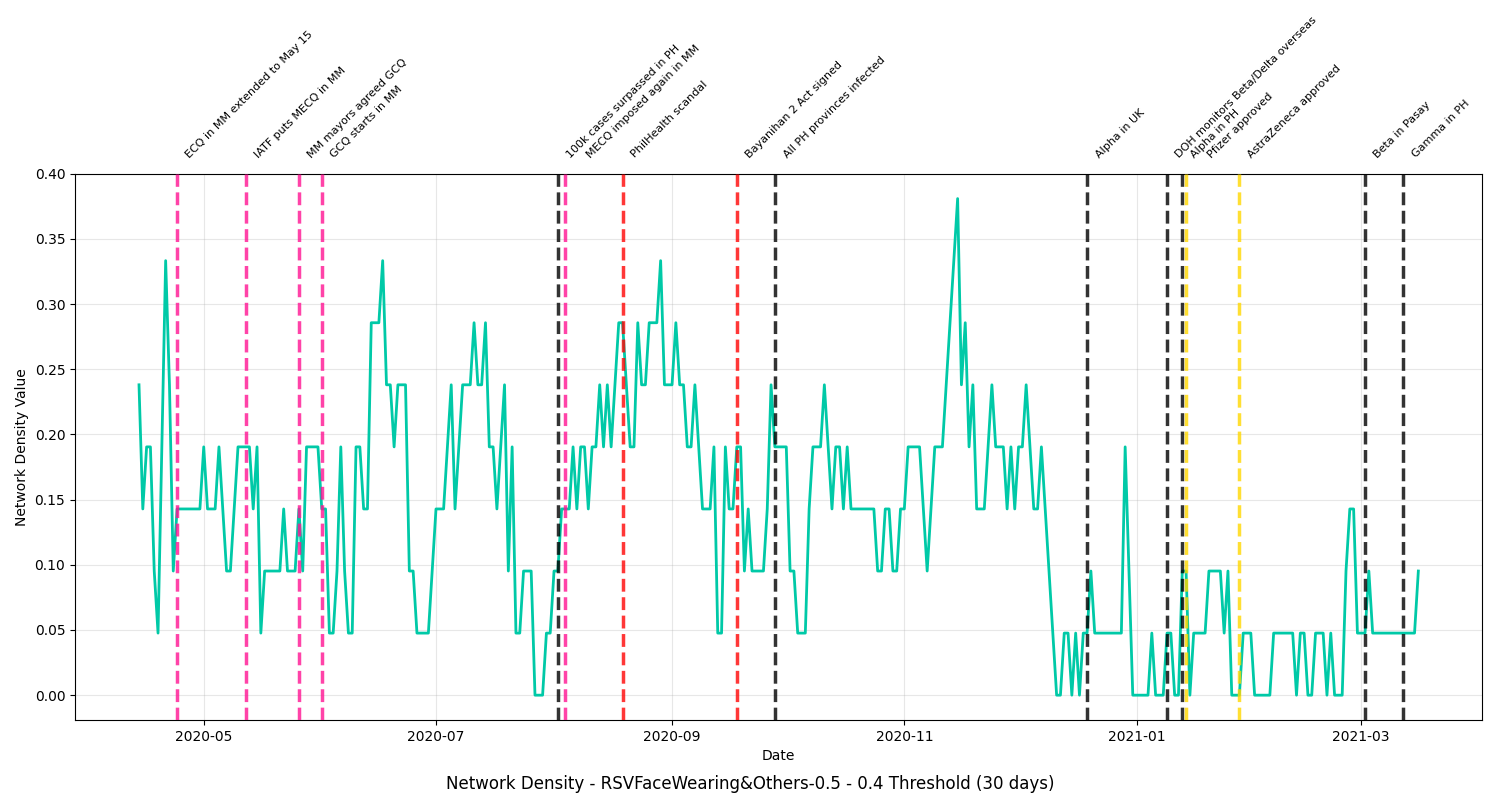 ECQ in MM extended to May 15
IATF puts MECQ in MM
MM mayors agreed GCQ
GCQ starts in MM
100k cases surpassed in PH
MECQ imposed again in MM
PhilHealth scandal
Bayanihan 2 Act signed
All PH provinces infected
Alpha in UK
DOH monitors Beta/Delta overseas
Alpha in PH
Pfizer approved
AstraZeneca approved
Beta in Pasay
Gamma in PH
0.40
0.35
0.30
0.25
0.20
0.15
0.10
0.05
0.00
Network Density Value
2020-05
2020-07
2020-09
2020-11
2021-01
2021-03
Date
Network Density - RSVFaceWearing&Others-0.5 - 0.4 Threshold (30 days)